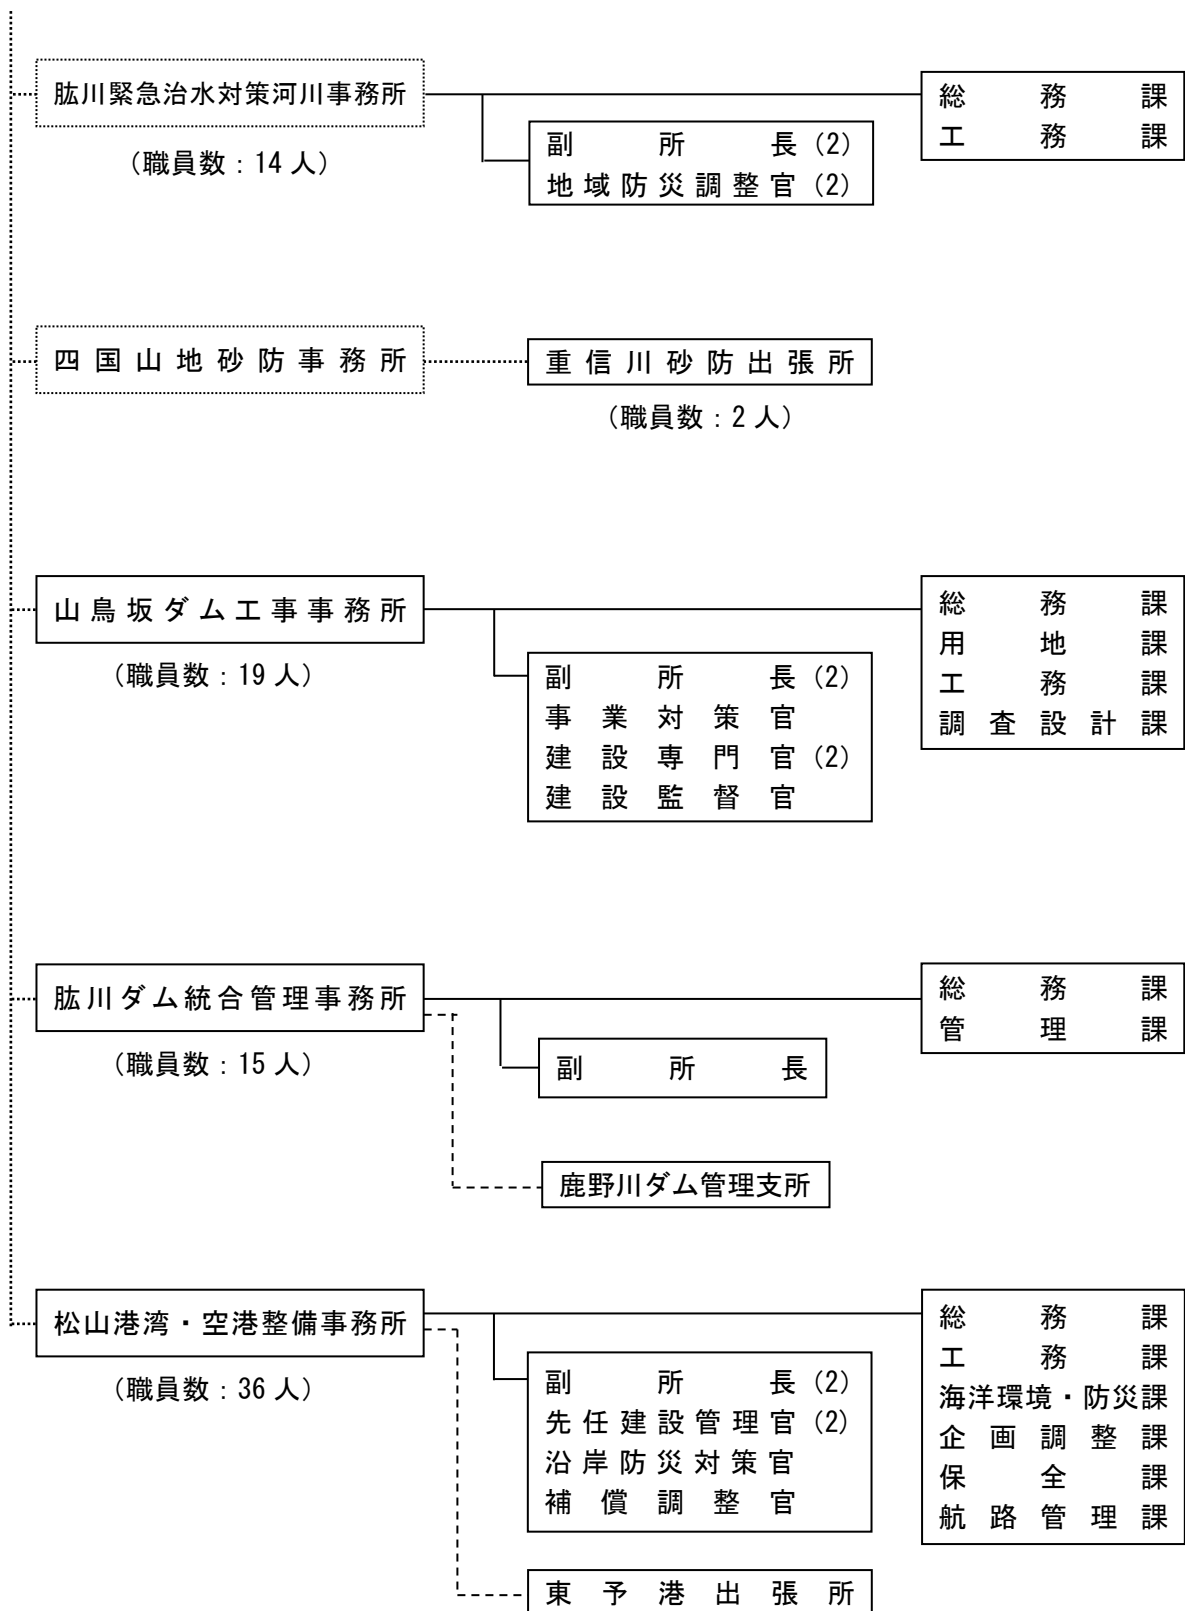 肱川緊急治水対策河川事務所
(職員数：14人)
副所長(2)
地域防災調整官(2)
総務課
工務課
四国山地砂防事務所
重信川砂防出張所
(職員数：2人)
山鳥坂ダム工事事務所
(職員数：19人)
副所長(2)
事業対策官
建設専門官(2)
建設監督官
総務課
用地課
工務課
調査設計課
肱川ダム統合管理事務所
(職員数：15人)
副所長
総務課
管理課
鹿野川ダム管理支所
松山港湾・空港整備事務所
(職員数：36人)
副所長(2)
先任建設管理官(2)
沿岸防災対策官
補償調整官
総務課
工務課
海洋環境・防災課
企画調整課
保全課
航路管理課
東予港出張所